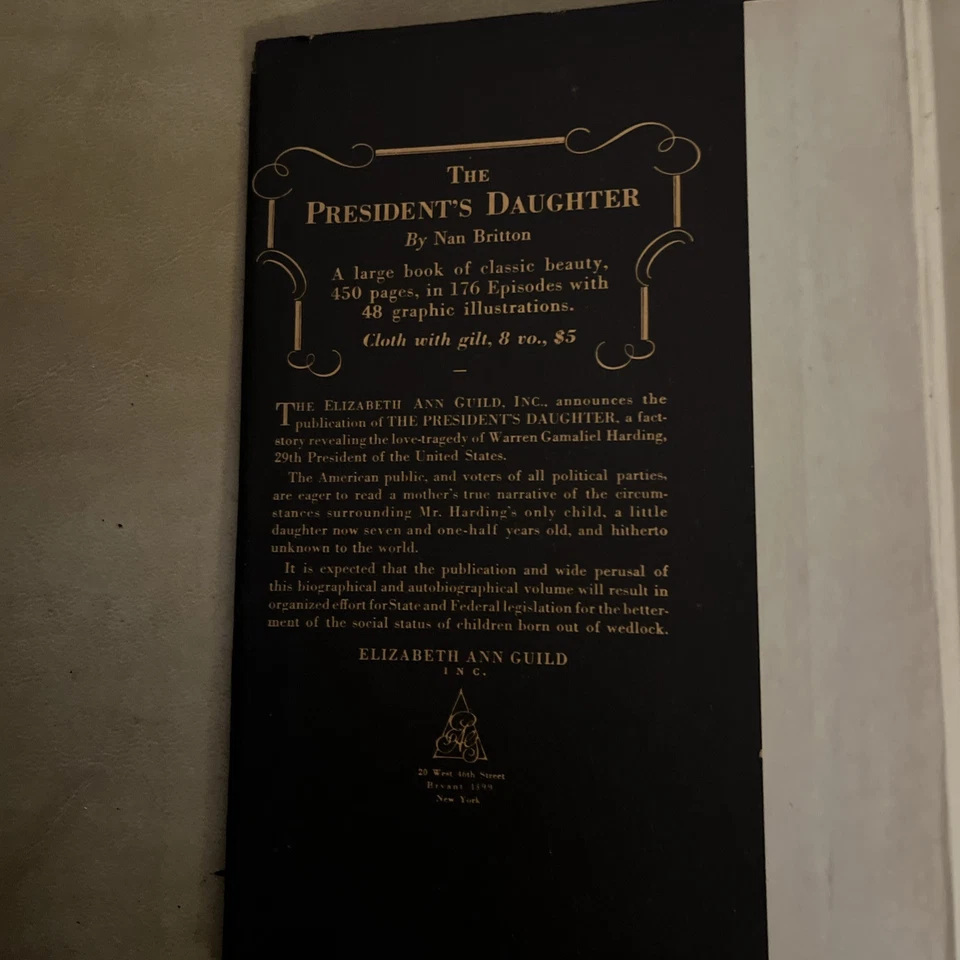 THE
PRESIDENT'S DAUGHTER
By Nan Britton
A large book of classic beauty,
450 pages, in 176 Episodes with
48 graphic illustrations.
Cloth with gilt, 8 vo., $5
THE ELIZABETH ANN GUILD, INC., announces the
publication of THE PRESIDENT'S DAUGHTER, a fact-
story revealing the love-tragedy of Warren Gamaliel Harding,
29th President of the United States.
The American public, and voters of all political parties,
are eager to read a mother's true narrative of the circum-
stances surrounding Mr. Harding's only child, a little
daughter now seven and one-half years old, and hitherto
unknown to the world.
It is expected that the publication and wide perusal of
this biographical and autobiographical volume will result in
organized effort for State and Federal legislation for the better-
ment of the social status of children born out of wedlock.
ELIZABETH ANN GUILD
INC.
EAG
20 West 46th Street
Bryant
New York